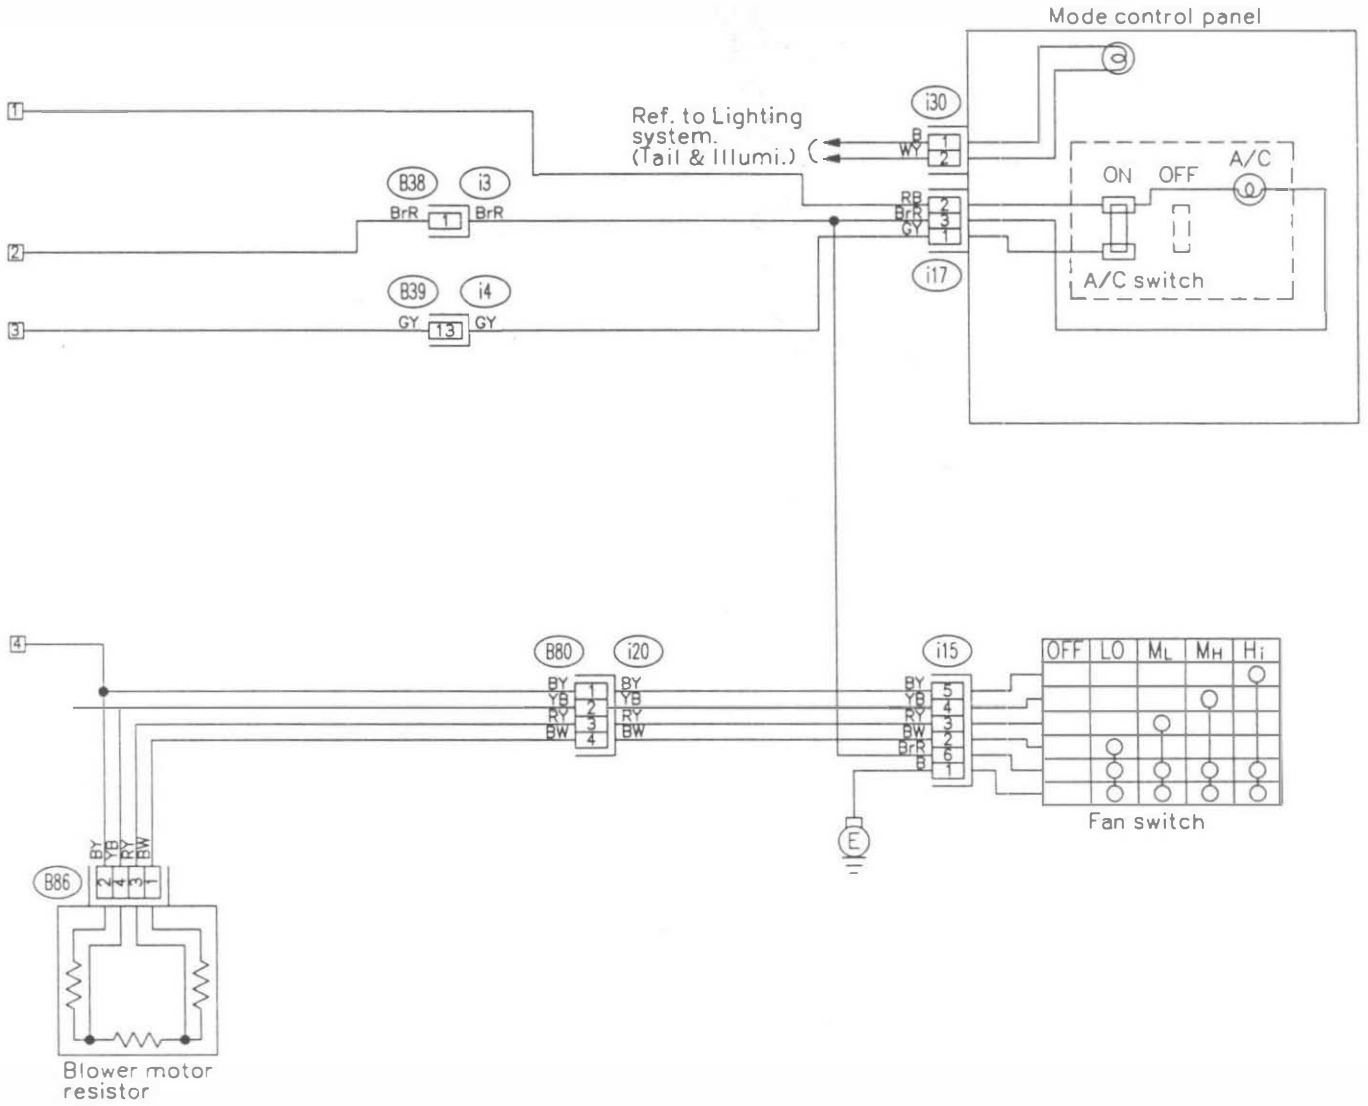 Mode control panel
1
Ref. to Lighting
system.
(Tail & Illumi.)
i30
B 1
WY 2
ON OFF A/C
B38 i3
BrR 1 BrR
RB 2
BrR 3
GY 1
2
i17
A/C switch
B39 i4
3
GY 13 GY
4
B80 i20 i15
OFF LO ML MH Hi
BY 1 BY BY 5
YB 2 YB YB 4
RY 3 RY RY 3
BW 4 BW BW 2
BrR 6
B 1
Fan switch
E
BY YB RY BW
B86
2 4 3 1
Blower motor
resistor